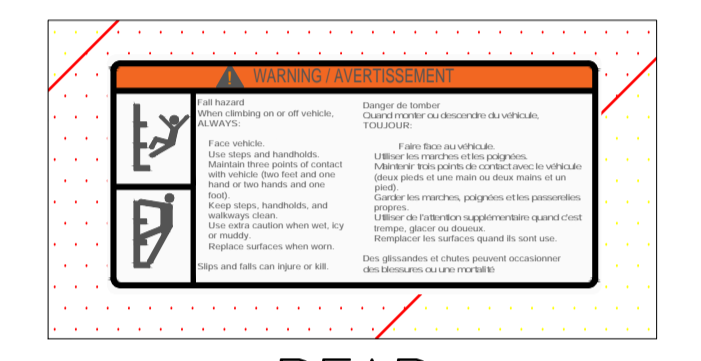 WARNING / AVERTISSEMENT
Fall hazard
When climbing on or off vehicle,
ALWAYS:
Face vehicle.
Use steps and handholds.
Maintain three points of contact
with vehicle (two feet and one
hand or two hands and one
foot).
Keep steps, handholds, and
walkways clean.
Use extra caution when wet, icy
or muddy.
Replace surfaces when worn.
Slips and falls can injure or kill.
Danger de tomber
Quand monter ou descendre du véhicule,
TOUJOUR:
Faire face au véhicule.
Utiliser les marches et les poignées.
Maintenir trois points de contact avec le véhicule
(deux pieds et une main ou deux mains et un
pied).
Garder les marches, poignées et les passerelies
propres.
Utiliser de l'attention supplémentaire quand c'est
trempe, glacer ou doueux.
Remplacer les surfaces quand ils sont use.
Des glissandes et chutes peuvent occasionner
des blessures ou une mortalité